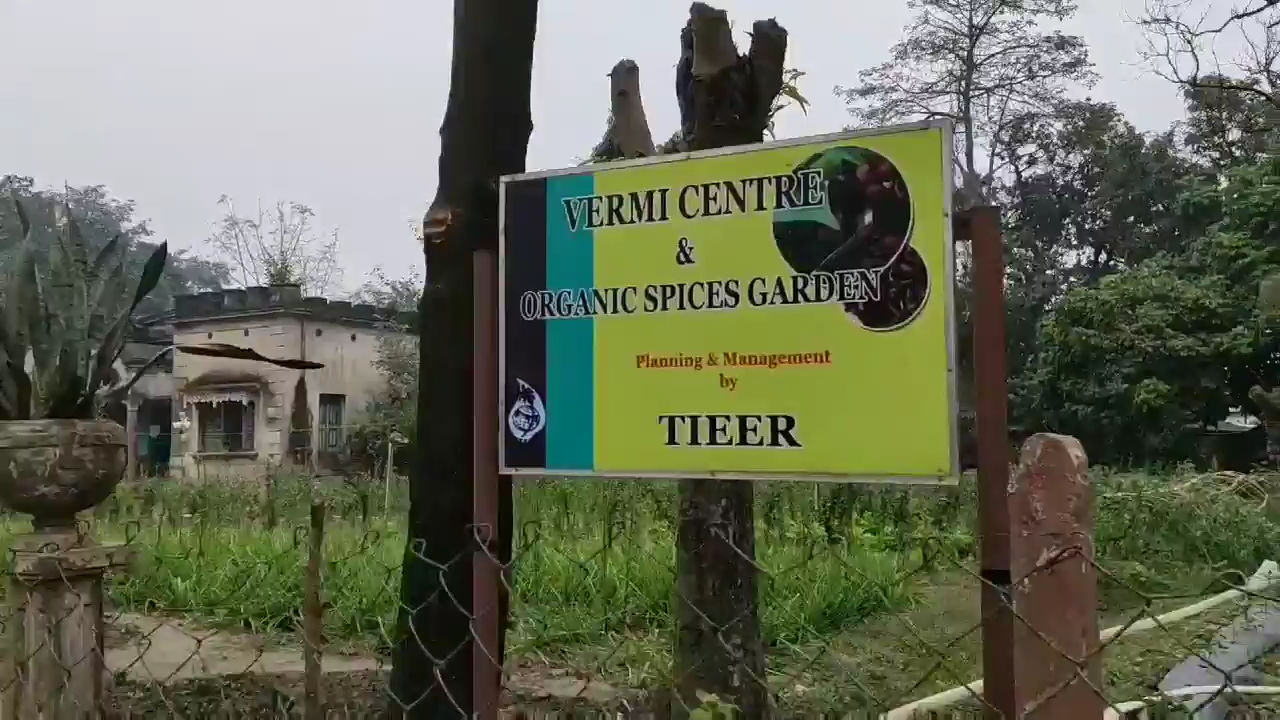 VERMI CENTRE
&
ORGANIC SPICES GARDEN
Planning & Management
by
TIEER